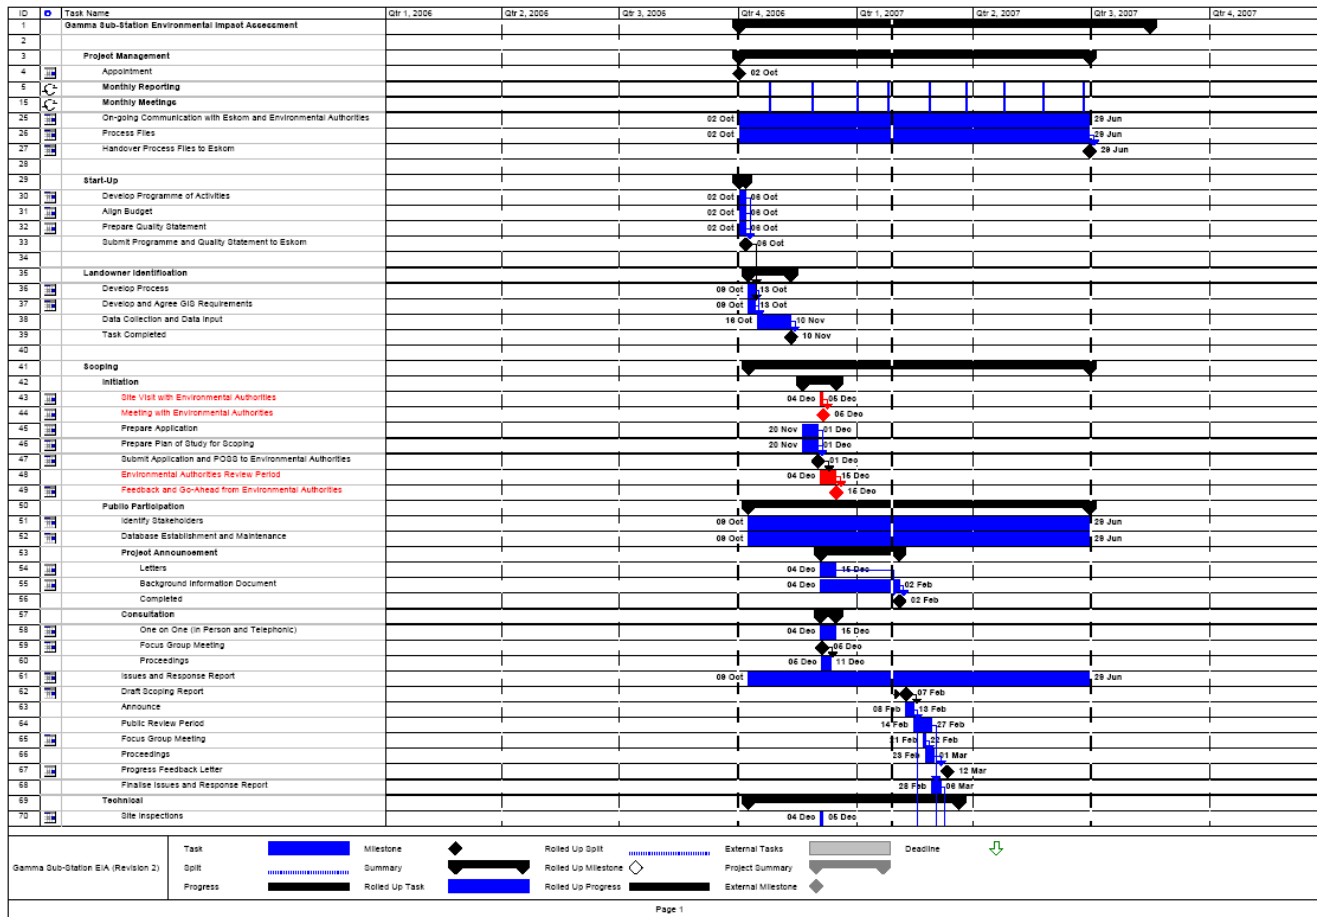 ID Task Name Qtr 1, 2006 Qtr 2, 2006 Qtr 3, 2006 Qtr 4, 2006 Qtr 1, 2007 Qtr 2, 2007 Qtr 3, 2007 Qtr 4, 2007
1 Gamma Sub-Station Environmental Impact Assessment
2
3 Project Management
4 Appointment 02 Oct
5 Monthly Reporting
15 Monthly Meetings
25 On-going Communication with Eskom and Environmental Authorities 02 Oct 29 Jun
26 Process Files 02 Oct 29 Jun
27 Handover Process Files to Eskom 29 Jun
28
29 Start-Up
30 Develop Programme of Activities 02 Oct 06 Oct
31 Align Budget 02 Oct 06 Oct
32 Prepare Quality Statement 02 Oct 06 Oct
33 Submit Programme and Quality Statement to Eskom 06 Oct
34
35 Landowner Identification
36 Develop Process 09 Oct 13 Oct
37 Develop and Agree GIS Requirements 09 Oct 13 Oct
38 Data Collection and Data Input 16 Oct 10 Nov
39 Task Completed 10 Nov
40
41 Scoping
42 Initiation
43 Site Visit with Environmental Authorities 04 Dec 05 Dec
44 Meeting with Environmental Authorities 05 Dec
45 Prepare Application 20 Nov 01 Dec
46 Prepare Plan of Study for Scoping 20 Nov 01 Dec
47 Submit Application and POSS to Environmental Authorities 01 Dec
48 Environmental Authorities Review Period 04 Dec 15 Dec
49 Feedback and Go-Ahead from Environmental Authorities 15 Dec
50 Public Participation
51 Identify Stakeholders 09 Oct 29 Jun
52 Database Establishment and Maintenance 09 Oct 29 Jun
53 Project Announcement
54 Letters 04 Dec 15 Dec
55 Background Information Document 04 Dec 02 Feb
56 Completed 02 Feb
57 Consultation
58 One on One (In Person and Telephonic) 04 Dec 15 Dec
59 Focus Group Meeting 05 Dec
60 Proceedings 05 Dec 11 Dec
61 Issues and Response Report 09 Oct 29 Jun
62 Draft Scoping Report 07 Feb
63 Announce 08 Feb 13 Feb
64 Public Review Period 14 Feb 27 Feb
65 Focus Group Meeting 21 Feb 22 Feb
66 Proceedings 23 Feb 01 Mar
67 Progress Feedback Letter 12 Mar
68 Finalise Issues and Response Report 28 Feb 06 Mar
69 Technical
70 Site Inspections 04 Dec 05 Dec
Gamma Sub-Station EIA (Revision 2)
Task Milestone Rolled Up Split External Tasks Deadline
Split Summary Rolled Up Milestone Project Summary
Progress Rolled Up Task Rolled Up Progress External Milestone
Page 1